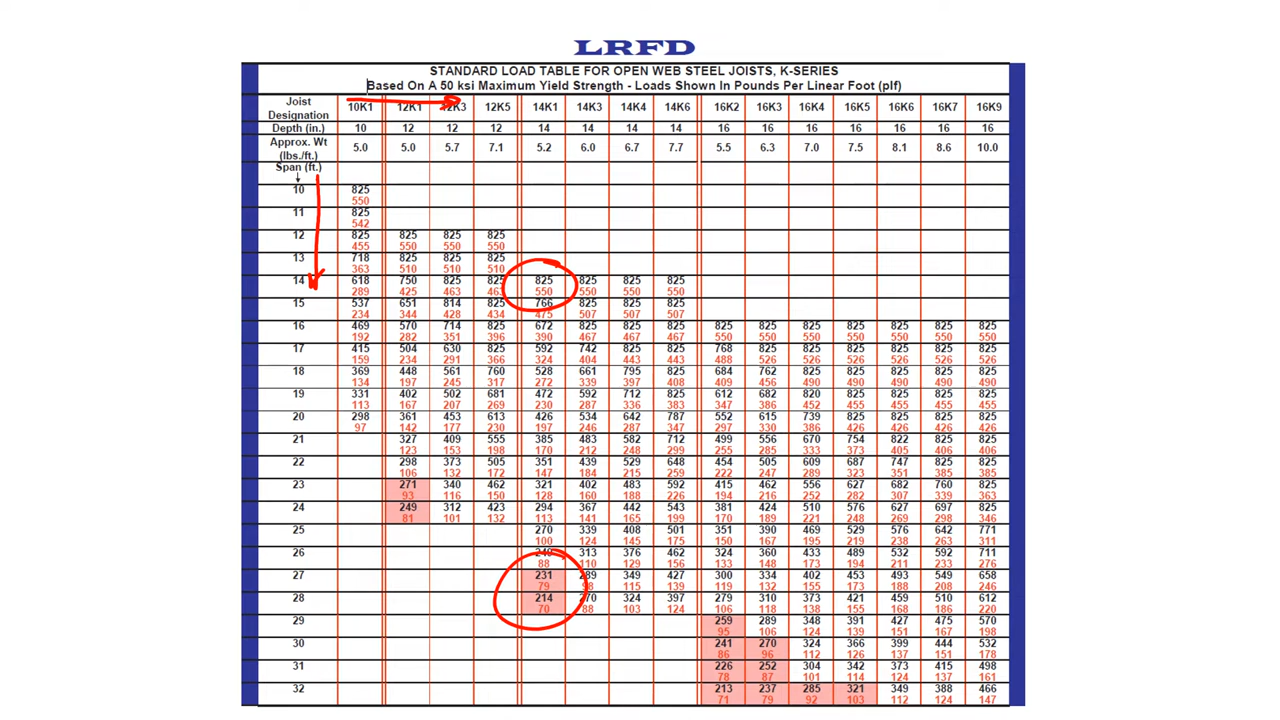 LRFD
STANDARD LOAD TABLE FOR OPEN WEB STEEL JOISTS, K-SERIES
Based On A 50 ksi Maximum Yield Strength - Loads Shown In Pounds Per Linear Foot (plf)
Joist Designation 10K1 12K1 12K3 12K5 14K1 14K3 14K4 14K6 16K2 16K3 16K4 16K5 16K6 16K7 16K9
Depth (in.) 10 12 12 12 14 14 14 14 16 16 16 16 16 16 16
Approx. Wt (lbs./ft.) 5.0 5.0 5.7 7.1 5.2 6.0 6.7 7.7 5.5 6.3 7.0 7.5 8.1 8.6 10.0
Span (ft.)
↓
10 825
550
11 825
542
12 825 825 825 825
455 550 550 550
13 718 825 825 825
363 510 510 510
14 618 750 825 825 825 825 825 825
289 425 463 463 550 550 550 550
15 537 651 814 825 766 825 825 825
234 344 428 434 475 507 507 507
16 469 570 714 825 672 825 825 825 825 825 825 825 825 825 825
192 282 351 396 390 467 467 467 550 550 550 550 550 550 550
17 415 504 630 825 592 742 825 825 768 825 825 825 825 825 825
159 234 291 366 324 404 443 443 488 526 526 526 526 526 526
18 369 448 561 760 528 661 795 825 684 762 825 825 825 825 825
134 197 245 317 272 339 397 408 409 456 490 490 490 490 490
19 331 402 502 681 472 592 712 825 612 682 820 825 825 825 825
113 167 207 269 230 287 336 383 347 386 452 455 455 455 455
20 298 361 453 613 426 534 642 787 552 615 739 825 825 825 825
97 142 177 230 197 246 287 347 297 330 386 426 426 426 426
21 327 409 555 385 483 582 712 499 556 670 754 822 825 825
123 153 198 170 212 248 299 255 285 333 373 405 406 406
22 298 373 505 351 439 529 648 454 505 609 687 747 825 825
106 132 172 147 184 215 259 222 247 289 323 351 385 385
23 271 340 462 321 402 483 592 415 462 556 627 682 760 825
93 116 150 128 160 188 226 194 216 252 282 307 339 363
24 249 312 423 294 367 442 543 381 424 510 576 627 697 825
81 101 132 113 141 165 199 170 189 221 248 269 298 346
25 270 339 408 501 351 390 469 529 576 642 771
100 124 145 175 150 167 195 219 238 263 311
26 249 313 376 462 324 360 433 489 532 592 711
88 110 129 156 133 148 173 194 211 233 276
27 231 289 349 427 300 334 402 453 493 549 658
79 98 115 139 119 132 155 173 188 208 246
28 214 270 324 397 279 310 373 421 459 510 612
70 88 103 124 106 118 138 155 168 186 220
29 259 289 348 391 427 475 570
95 106 124 139 151 167 198
30 241 270 324 366 399 444 532
86 96 112 126 137 151 178
31 226 252 304 342 373 415 498
78 87 101 114 124 137 161
32 213 237 285 321 349 388 466
71 79 92 103 112 124 147